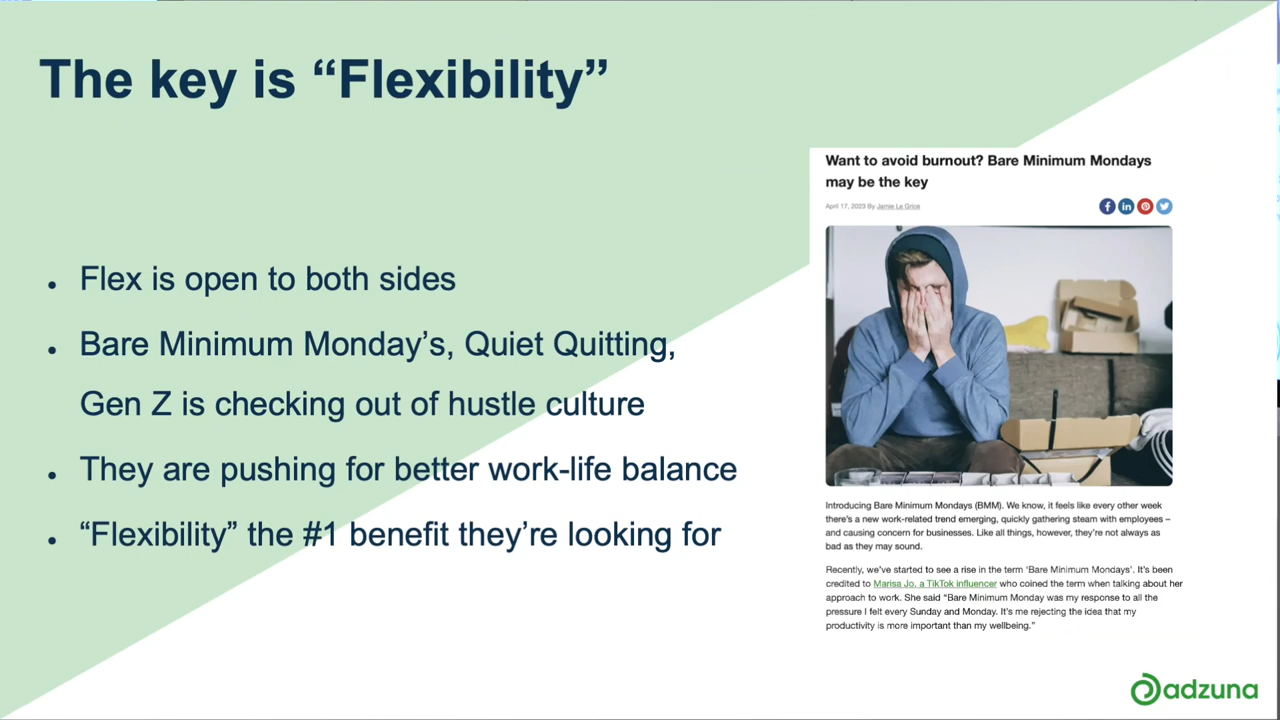 The key is “Flexibility”
• Flex is open to both sides
• Bare Minimum Monday’s, Quiet Quitting,
Gen Z is checking out of hustle culture
• They are pushing for better work-life balance
• “Flexibility” the #1 benefit they’re looking for
Want to avoid burnout? Bare Minimum Mondays
may be the key
April 17, 2023 By Jamie Le Grice
Introducing Bare Minimum Mondays (BMM). We know, it feels like every other week
there’s a new work-related trend emerging, quickly gathering steam with employees –
and causing concern for businesses. Like all things, however, they’re not always as
bad as they may sound.
Recently, we’ve started to see a rise in the term ‘Bare Minimum Mondays’. It’s been
credited to Marisa Jo, a TikTok influencer who coined the term when talking about her
approach to work. She said “Bare Minimum Monday was my response to all the
pressure I felt every Sunday and Monday. It’s me rejecting the idea that my
productivity is more important than my wellbeing.”
adzuna